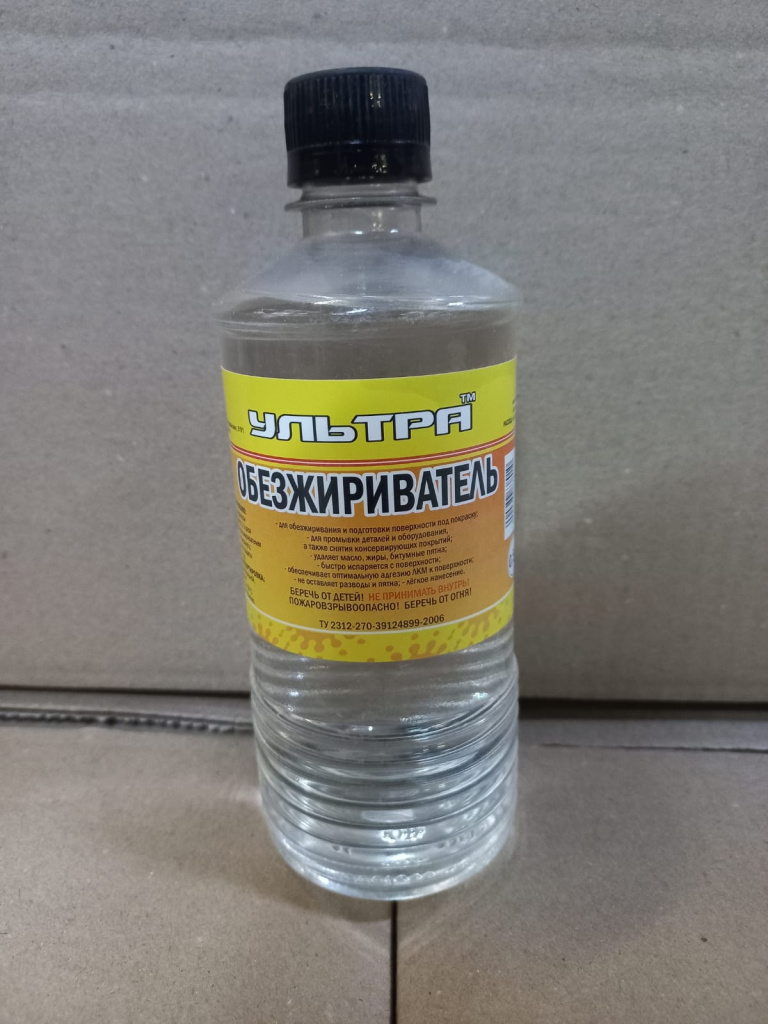 УЛЬТРА™
ОБЕЗЖИРИВАТЕЛЬ
- для обезжиривания и подготовки поверхности под покраску;
- для промывки деталей и оборудования,
а также снятия консервирующих покрытий;
- удаляет масло, жиры, битумные пятна;
- быстро испаряется с поверхности;
- обеспечивает оптимальную адгезию ЛКМ к поверхности;
- не оставляет разводы и пятна; - лёгкое нанесение.
БЕРЕЧЬ ОТ ДЕТЕЙ! НЕ ПРИНИМАТЬ ВНУТРЬ!
ПОЖАРОВЗРЫВООПАСНО! БЕРЕЧЬ ОТ ОГНЯ!
ТУ 2312-270-39124899-2006